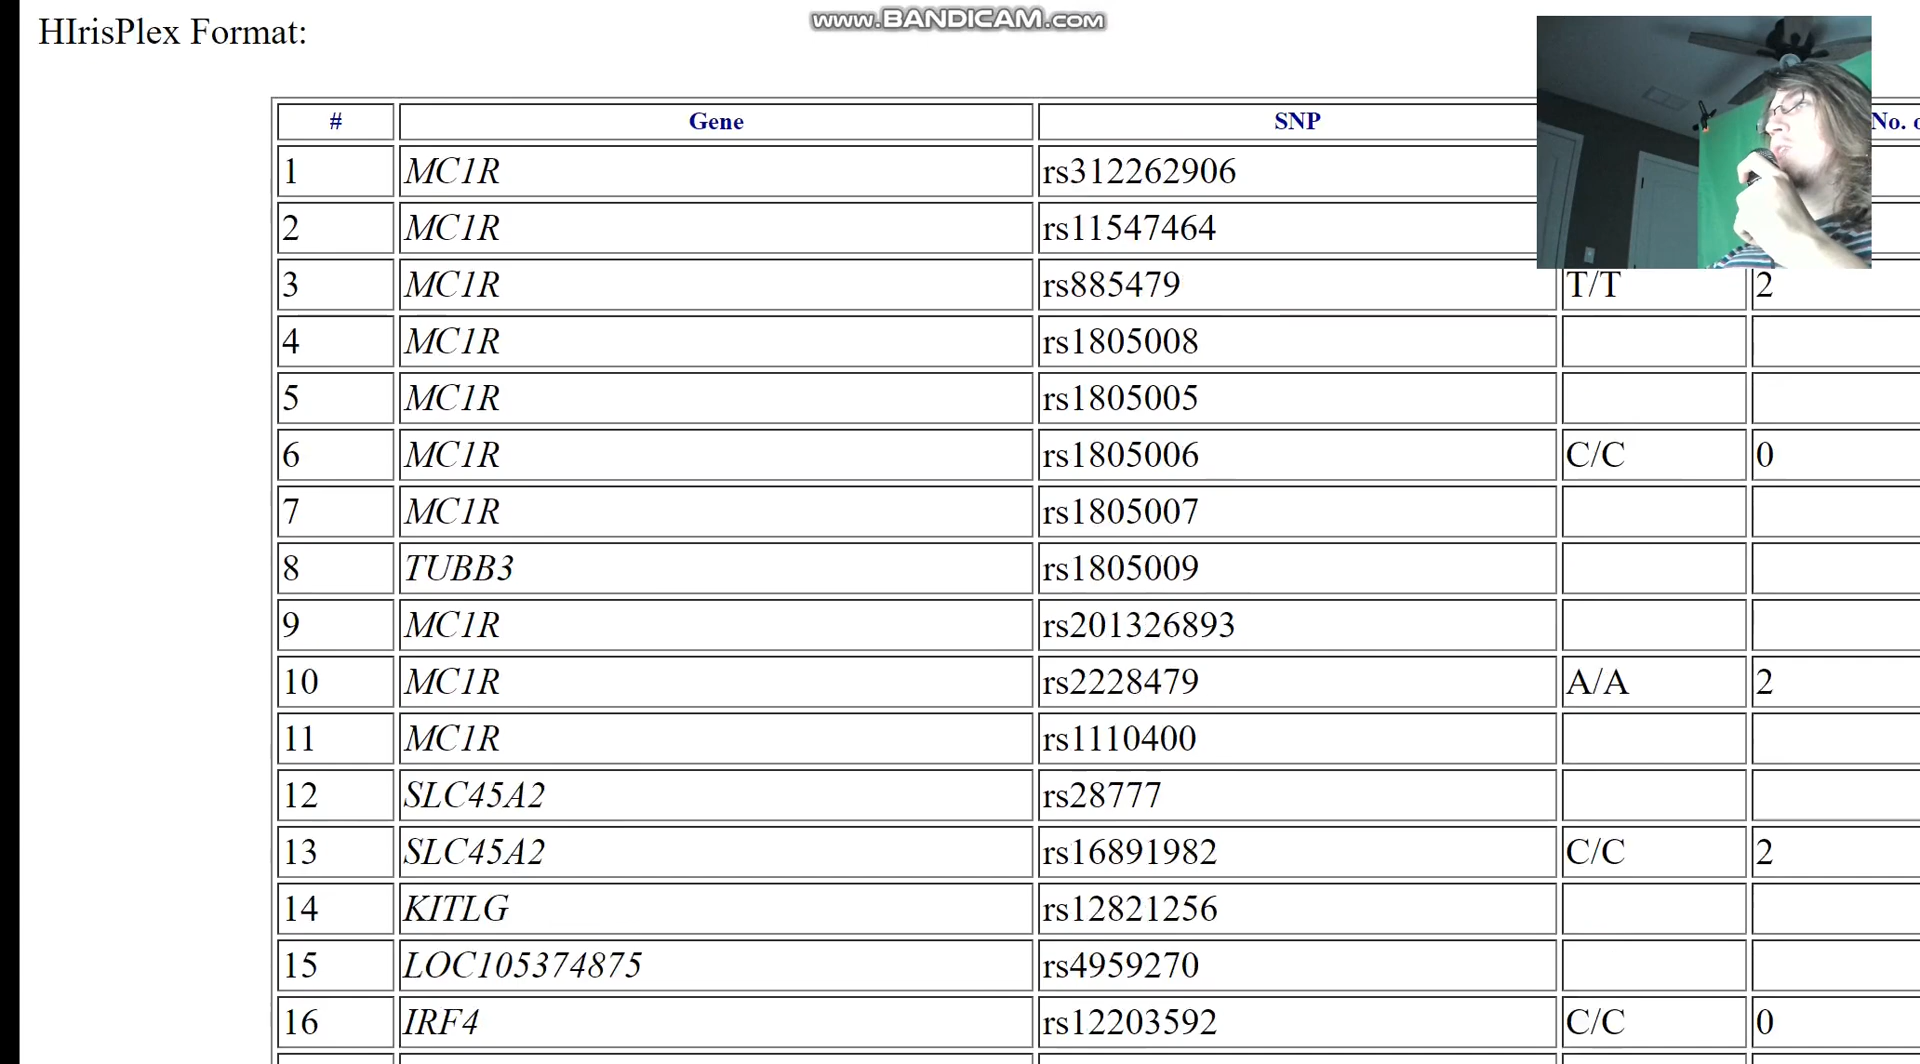 HIrisPlex Format:
www.BANDICAM.com
# Gene SNP No. o
1 MC1R rs312262906
2 MC1R rs11547464
3 MC1R rs885479 T/T 2
4 MC1R rs1805008
5 MC1R rs1805005
6 MC1R rs1805006 C/C 0
7 MC1R rs1805007
8 TUBB3 rs1805009
9 MC1R rs201326893
10 MC1R rs2228479 A/A 2
11 MC1R rs1110400
12 SLC45A2 rs28777
13 SLC45A2 rs16891982 C/C 2
14 KITLG rs12821256
15 LOC105374875 rs4959270
16 IRF4 rs12203592 C/C 0